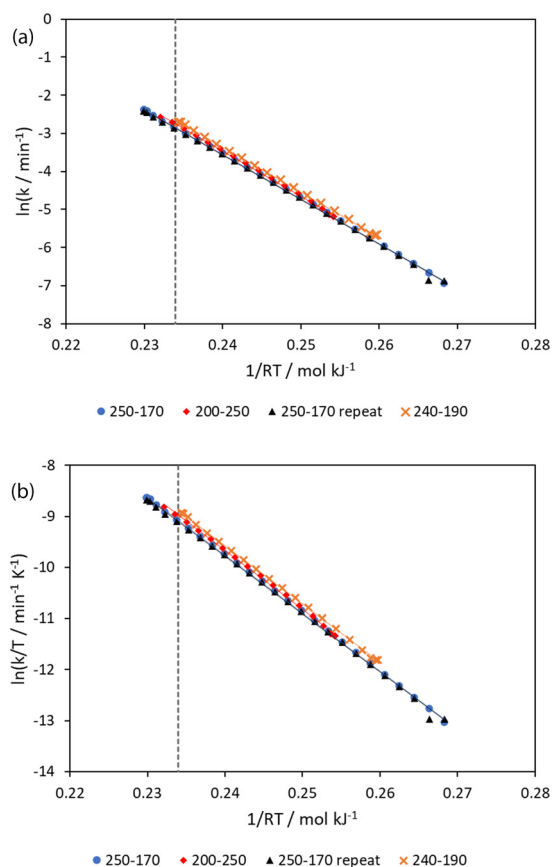 (a)
0
-1
-2
-3
-4
-5
-6
-7
-8
ln(k / min⁻¹)
0.22 0.23 0.24 0.25 0.26 0.27 0.28
1/RT / mol kJ⁻¹
250-170 200-250 250-170 repeat 240-190
(b)
-8
-9
-10
-11
-12
-13
-14
ln(k/T / min⁻¹ K⁻¹)
0.22 0.23 0.24 0.25 0.26 0.27 0.28
1/RT / mol kJ⁻¹
250-170 200-250 250-170 repeat 240-190